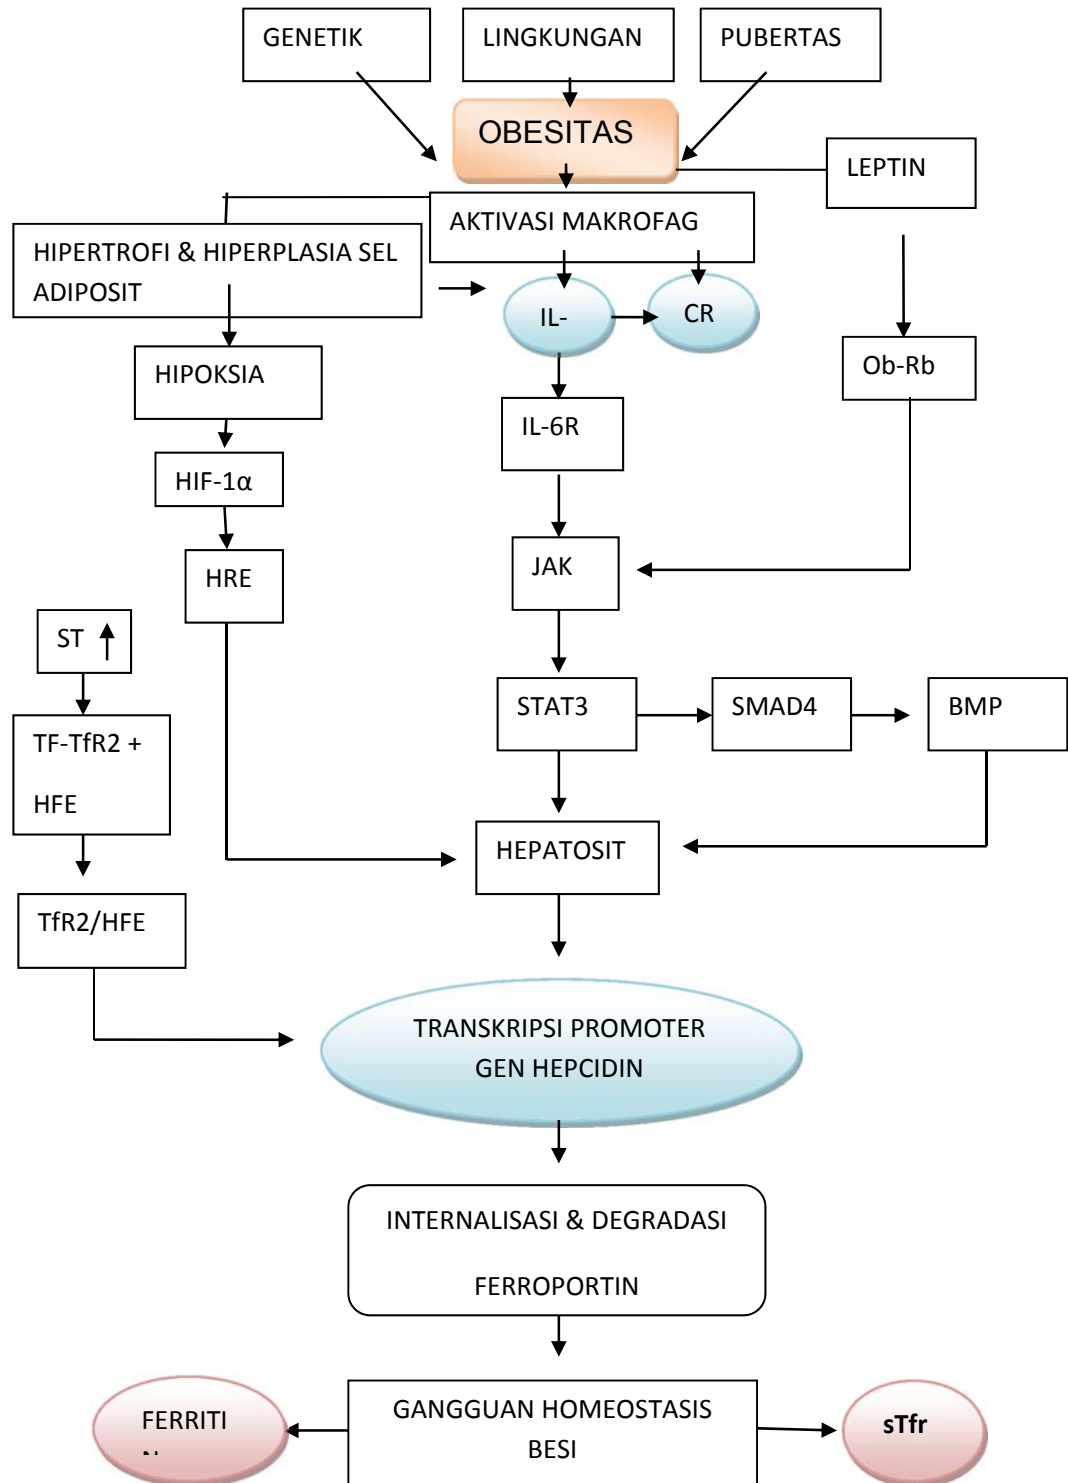 GENETIK
LINGKUNGAN
PUBERTAS
OBESITAS
LEPTIN
AKTIVASI MAKROFAG
HIPERTROFI & HIPERPLASIA SEL
ADIPOSIT
IL-
CR
HIPOKSIA
Ob-Rb
IL-6R
HIF-1α
JAK
HRE
ST
STAT3
SMAD4
BMP
TF-TfR2 +
HFE
HEPATOSIT
TfR2/HFE
TRANSKRIPSI PROMOTER
GEN HEPCIDIN
INTERNALISASI & DEGRADASI
FERROPORTIN
FERRITI
GANGGUAN HOMEOSTASIS
BESI
sTfr